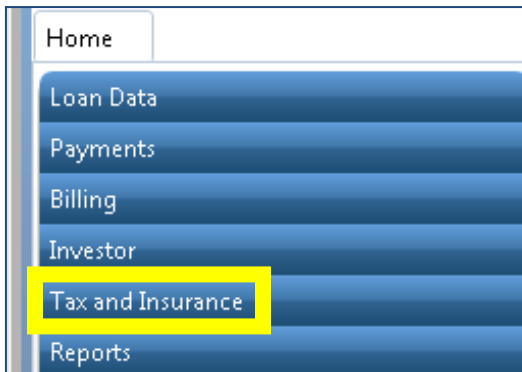 Home
Loan Data
Payments
Billing
Investor
Tax and Insurance
Reports